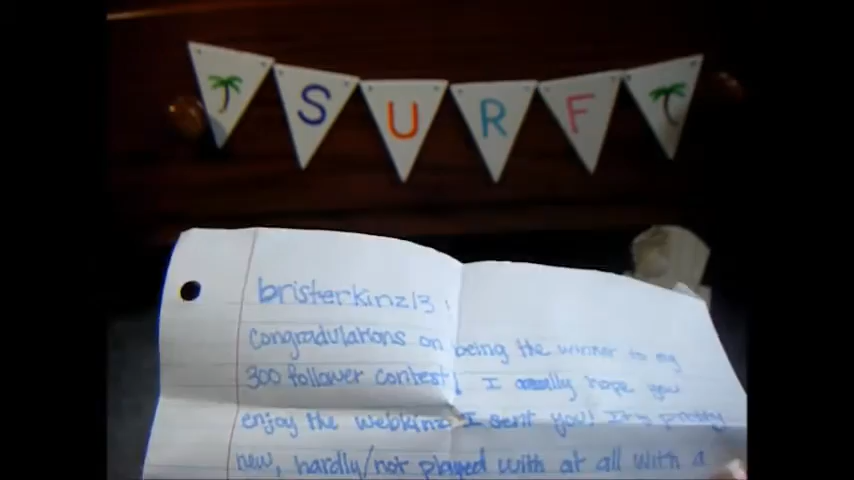 SURF
bristerkinz13:
congradulations on being the winner to my
300 follower contest! I really hope you
enjoy the webkinz I sent you! It's pretty
new, hardly/not played with at all with a